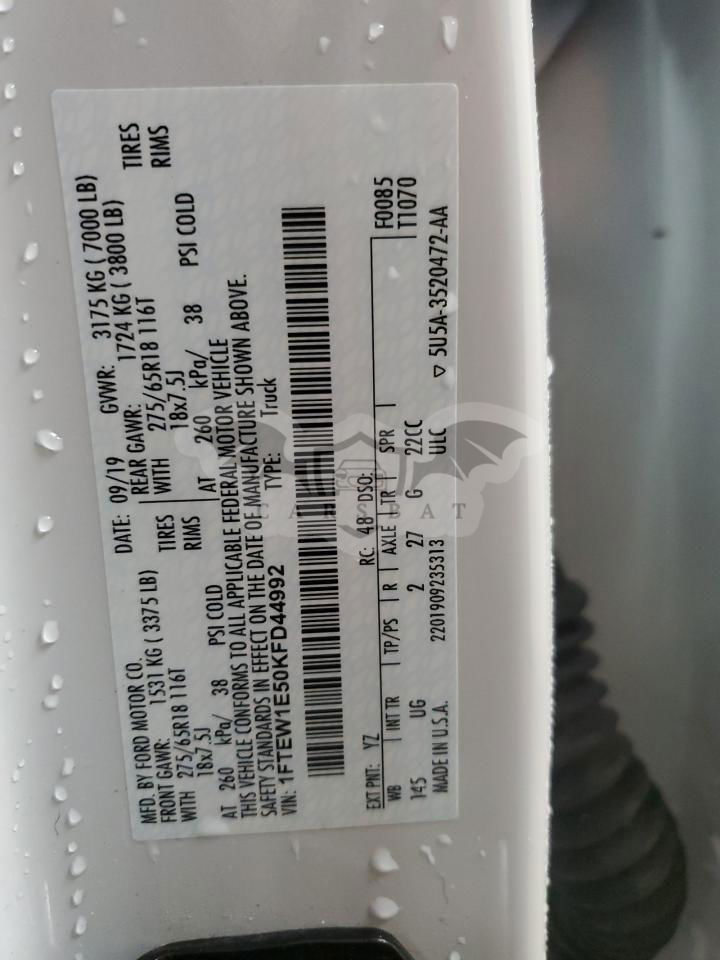 MFD. BY FORD MOTOR CO. DATE: 09/19 GVWR: 3175 KG ( 7000 LB)
FRONT GAWR: 1531 KG ( 3375 LB) REAR GAWR: 1724 KG ( 3800 LB)
WITH 275/65R18 116T TIRES WITH 275/65R18 116T TIRES
18x7.5J RIMS 18x7.5J RIMS
AT 260 kPa/ 38 PSI COLD AT 260 kPa/ 38 PSI COLD
THIS VEHICLE CONFORMS TO ALL APPLICABLE FEDERAL MOTOR VEHICLE
SAFETY STANDARDS IN EFFECT ON THE DATE OF MANUFACTURE SHOWN ABOVE.
VIN: 1FTEW1E50KFD44992 TYPE: Truck
CARSBAT
EXT PNT: YZ RC: 48 DSO: F0085
WB INT TR TP/PS R AXLE TR SPR T1070
145 UG 2 27 G 22CC
MADE IN U.S.A. 2201909235313 ULC ▽ 5U5A-3520472-AA